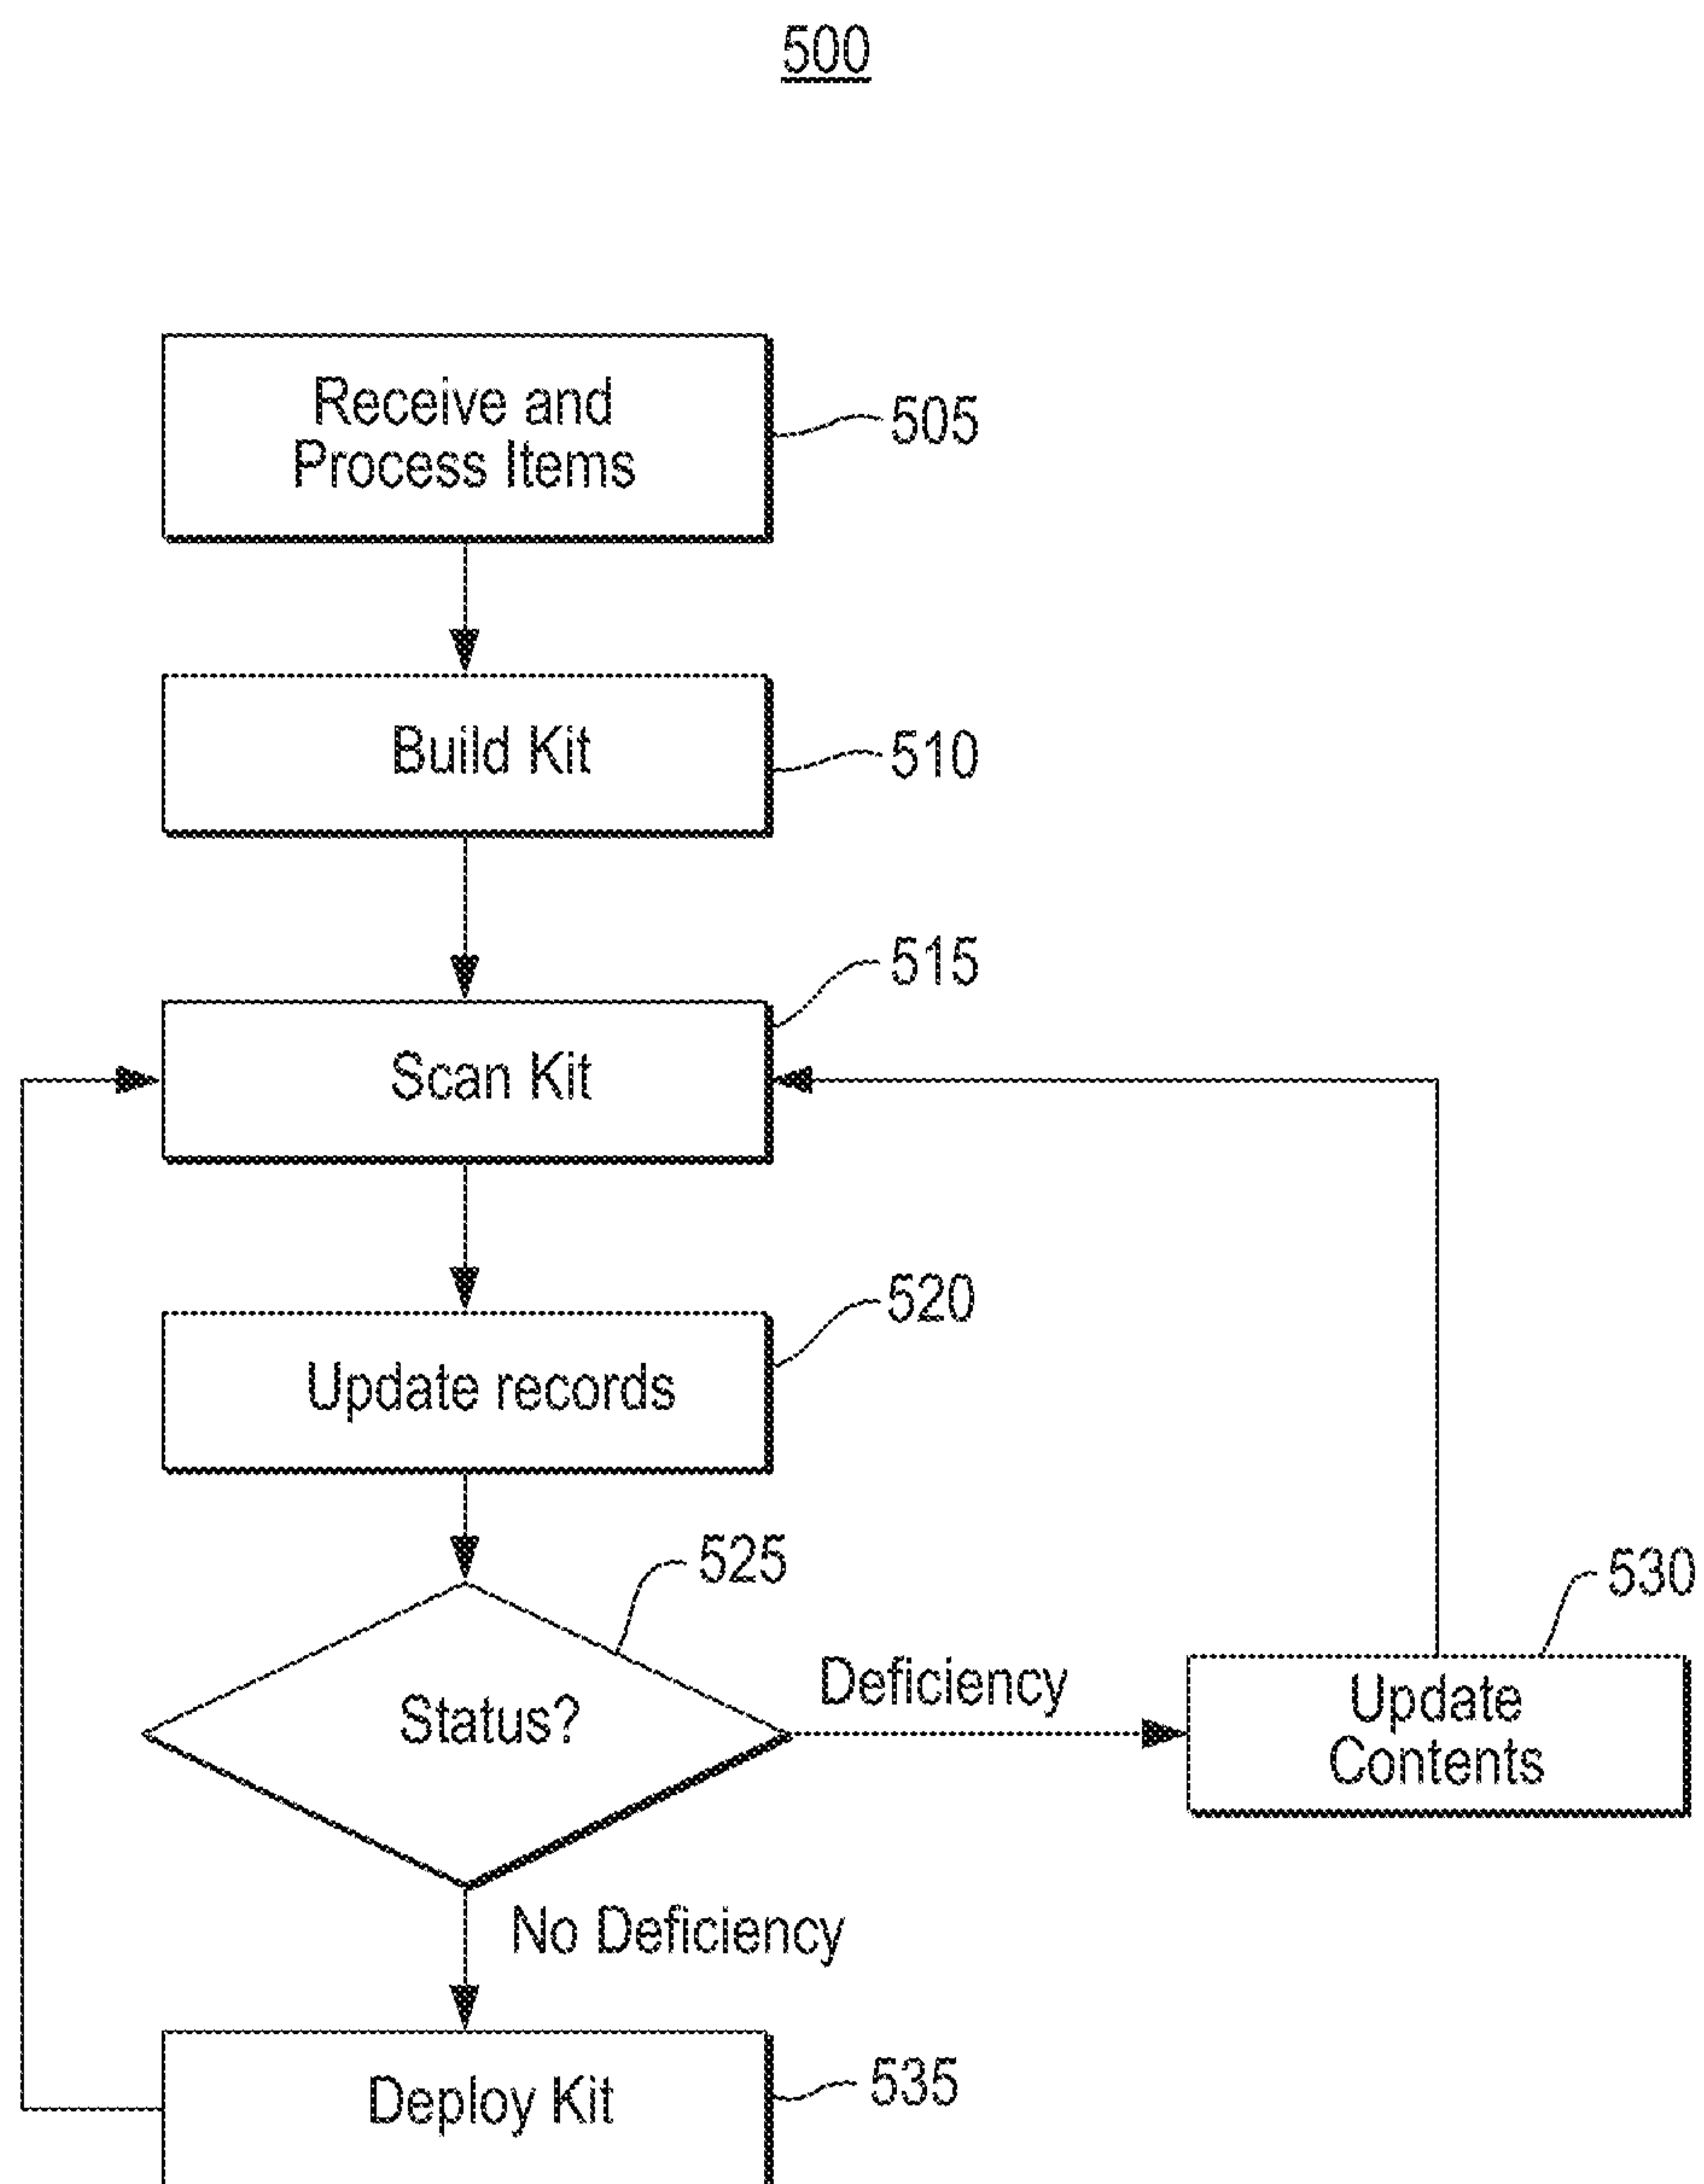 500
Receive and
Process Items
505
Build Kit
510
515
Scan Kit
520
Update records
525
Status?
Deficiency
530
Update
Contents
No Deficiency
Deploy Kit
535